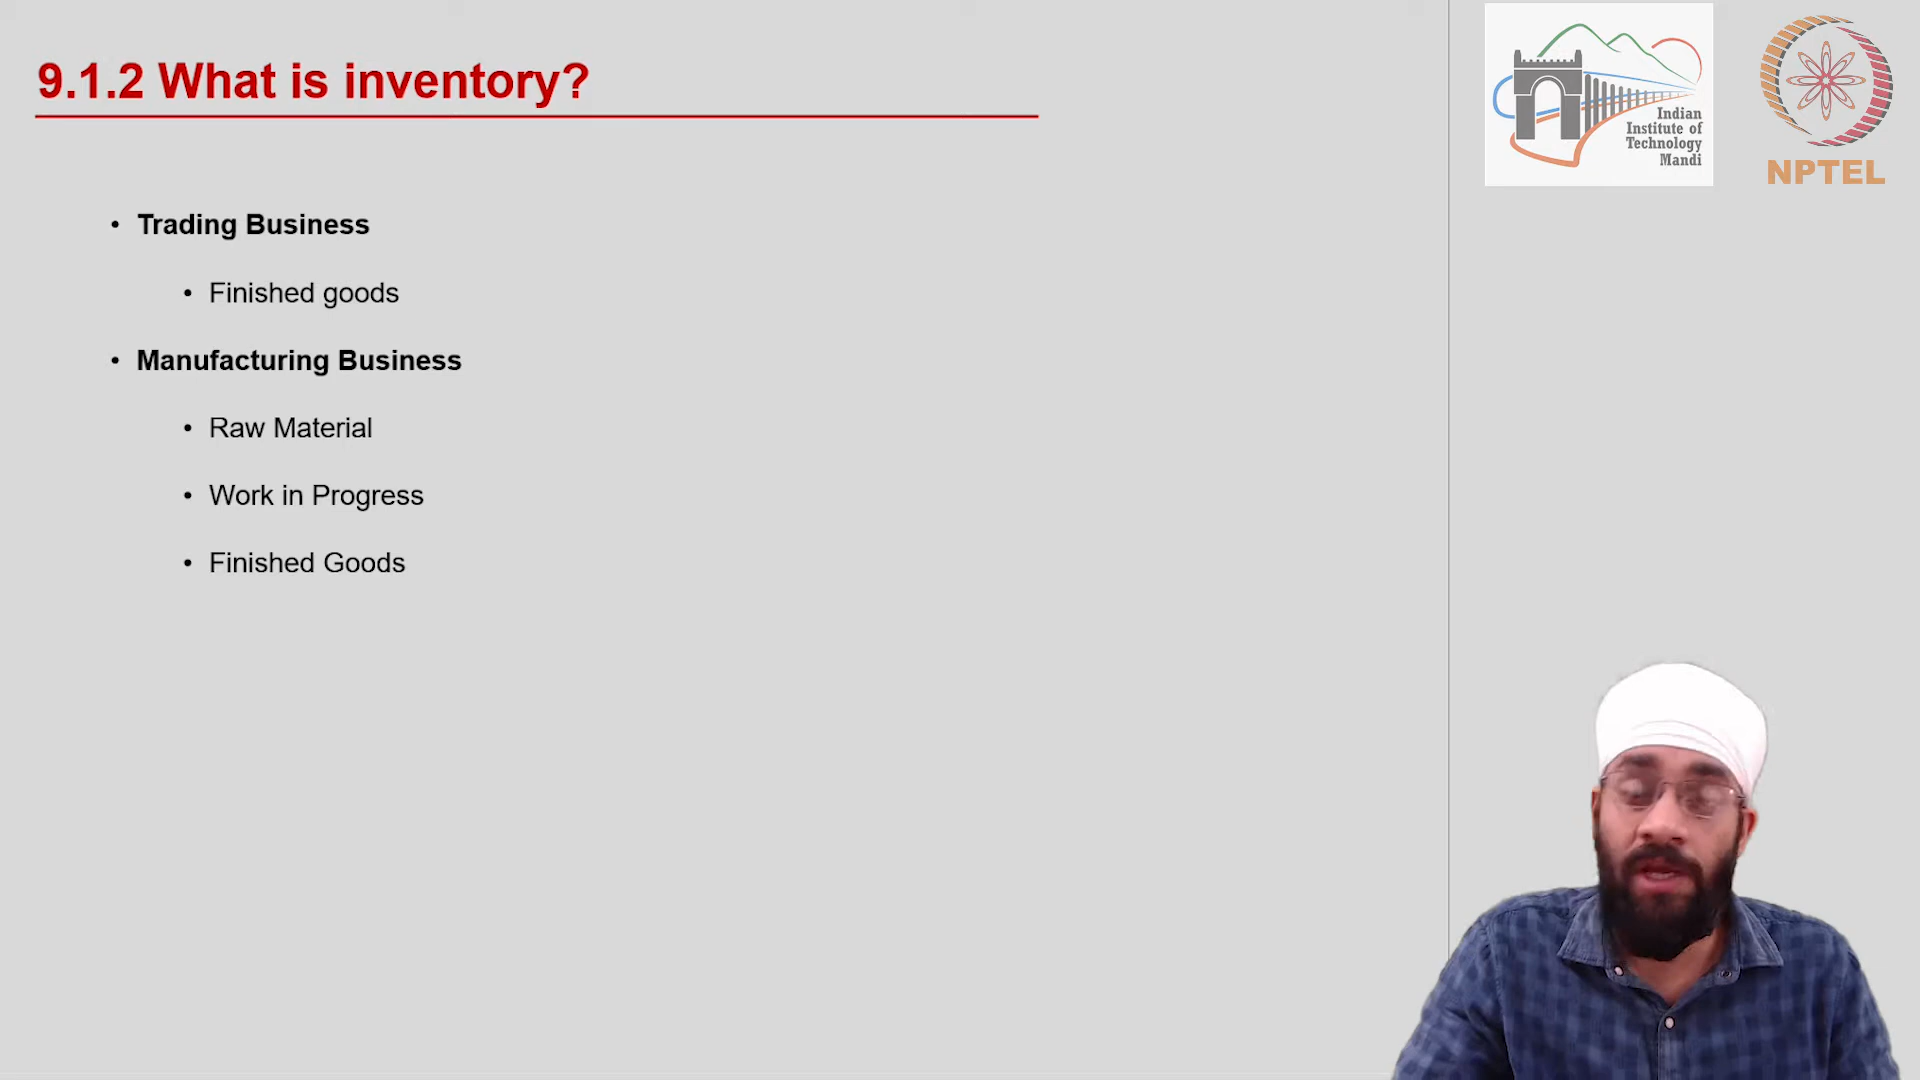 9.1.2 What is inventory?
• Trading Business
• Finished goods
• Manufacturing Business
• Raw Material
• Work in Progress
• Finished Goods
Indian
Institute of
Technology
Mandi
NPTEL